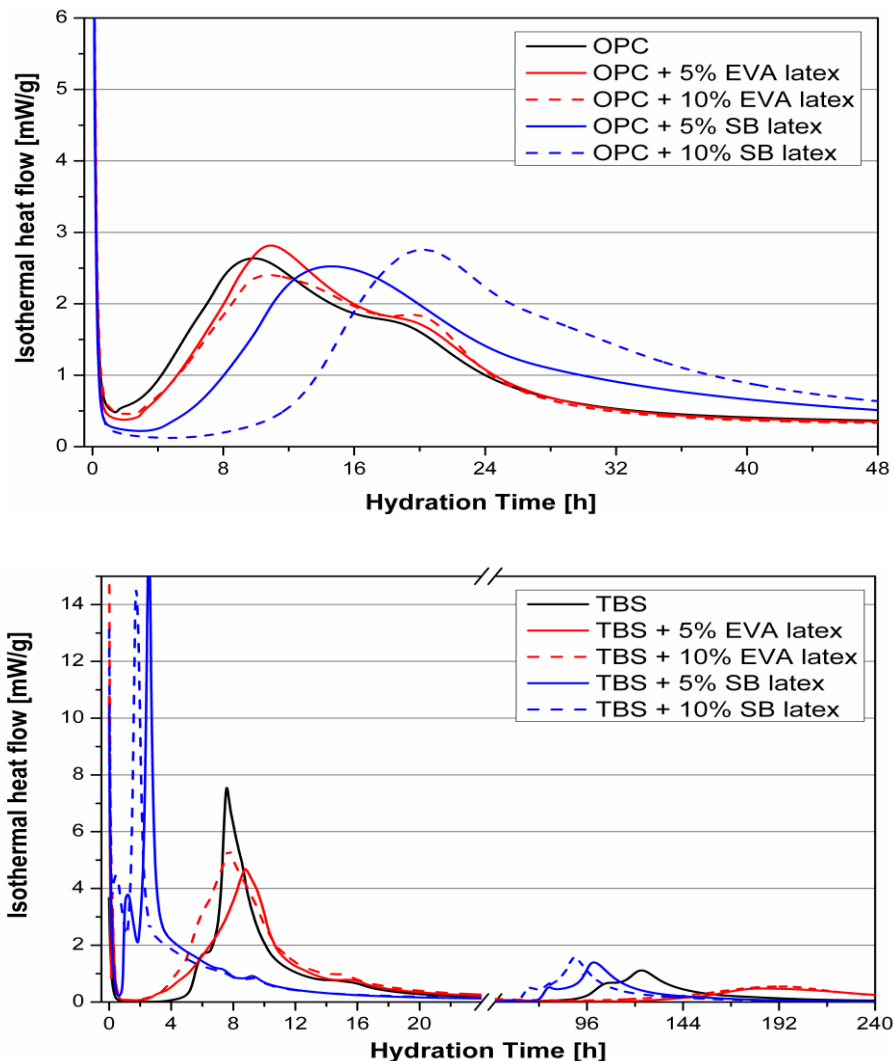 6
5
4
3
2
1
0
Isothermal heat flow [mW/g]
OPC
OPC + 5% EVA latex
OPC + 10% EVA latex
OPC + 5% SB latex
OPC + 10% SB latex
0 8 16 24 32 40 48
Hydration Time [h]
14
12
10
8
6
4
2
0
Isothermal heat flow [mW/g]
TBS
TBS + 5% EVA latex
TBS + 10% EVA latex
TBS + 5% SB latex
TBS + 10% SB latex
0 4 8 12 16 20 96 144 192 240
Hydration Time [h]